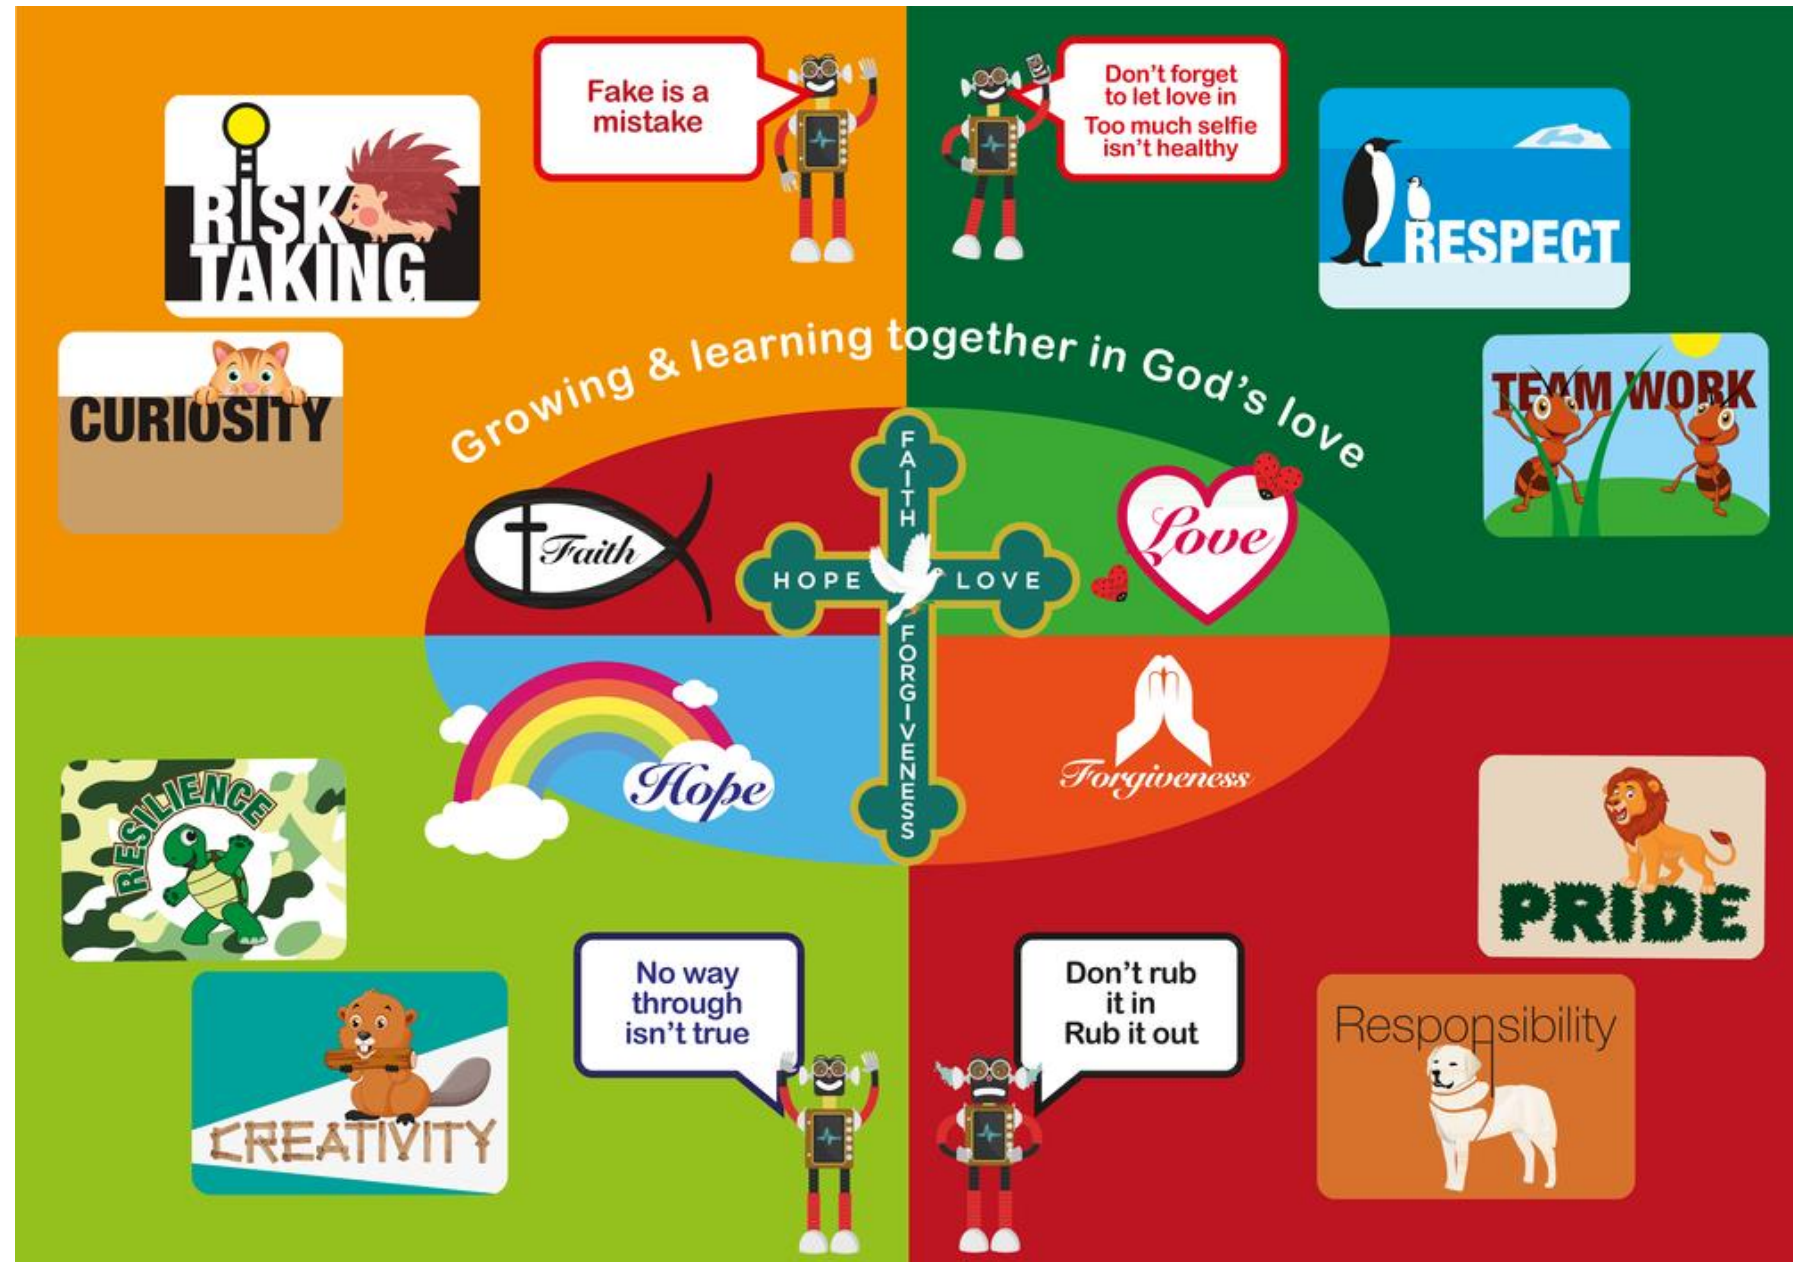 Fake is a
mistake
Don't forget
to let love in
Too much selfie
isn't healthy
RISK
TAKING
RESPECT
CURIOSITY
TEAM WORK
Growing & learning together in God's love
FAITH
Faith
Love
HOPE
LOVE
FORGIVENESS
Hope
Forgiveness
RESILIENCE
PRIDE
CREATIVITY
No way
through
isn't true
Don't rub
it in
Rub it out
Responsibility